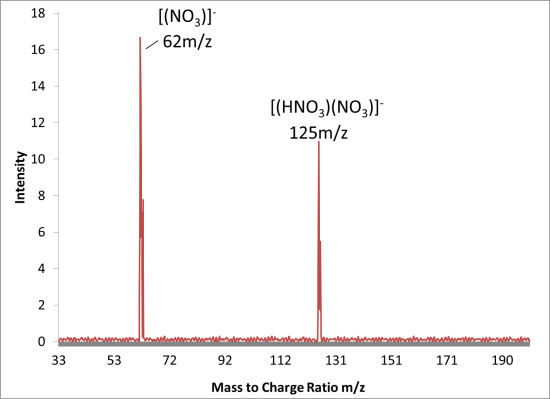 [(NO₃)]⁻
62m/z
[(HNO₃)(NO₃)]⁻
125m/z
18
16
14
12
10
8
6
4
2
0
Intensity
33 53 72 92 112 131 151 171 190
Mass to Charge Ratio m/z